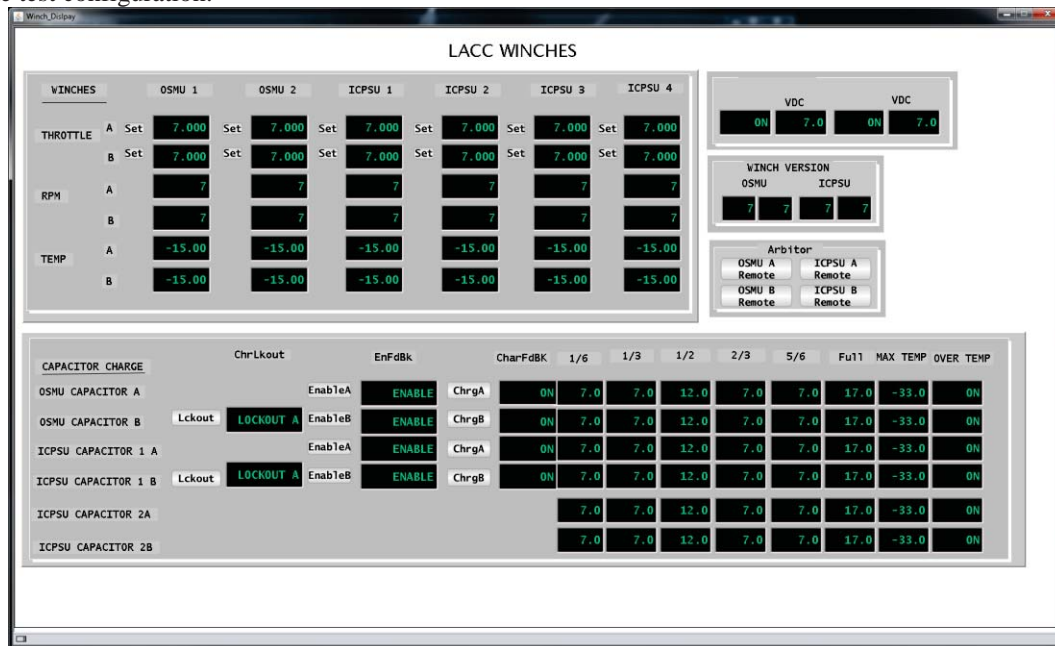 e test configuration.
Winch_Dislpay
LACC WINCHES
WINCHES OSMU 1 OSMU 2 ICPSU 1 ICPSU 2 ICPSU 3 ICPSU 4
THROTTLE A Set 7.000 Set 7.000 Set 7.000 Set 7.000 Set 7.000 Set 7.000
B Set 7.000 Set 7.000 Set 7.000 Set 7.000 Set 7.000 Set 7.000
RPM A 7 7 7 7 7 7
B 7 7 7 7 7 7
TEMP A -15.00 -15.00 -15.00 -15.00 -15.00 -15.00
B -15.00 -15.00 -15.00 -15.00 -15.00 -15.00
VDC VDC
ON 7.0 ON 7.0
WINCH VERSION
OSMU ICPSU
7 7 7 7
Arbitor
OSMU A Remote ICPSU A Remote
OSMU B Remote ICPSU B Remote
CAPACITOR CHARGE ChrLkout EnFdBk CharFdBK 1/6 1/3 1/2 2/3 5/6 Full MAX TEMP OVER TEMP
OSMU CAPACITOR A EnableA ENABLE ChrgA ON 7.0 7.0 12.0 7.0 7.0 17.0 -33.0 ON
OSMU CAPACITOR B Lckout LOCKOUT A EnableB ENABLE ChrgB ON 7.0 7.0 12.0 7.0 7.0 17.0 -33.0 ON
ICPSU CAPACITOR 1 A EnableA ENABLE ChrgA ON 7.0 7.0 12.0 7.0 7.0 17.0 -33.0 ON
ICPSU CAPACITOR 1 B Lckout LOCKOUT A EnableB ENABLE ChrgB ON 7.0 7.0 12.0 7.0 7.0 17.0 -33.0 ON
ICPSU CAPACITOR 2A 7.0 7.0 12.0 7.0 7.0 17.0 -33.0 ON
ICPSU CAPACITOR 2B 7.0 7.0 12.0 7.0 7.0 17.0 -33.0 ON